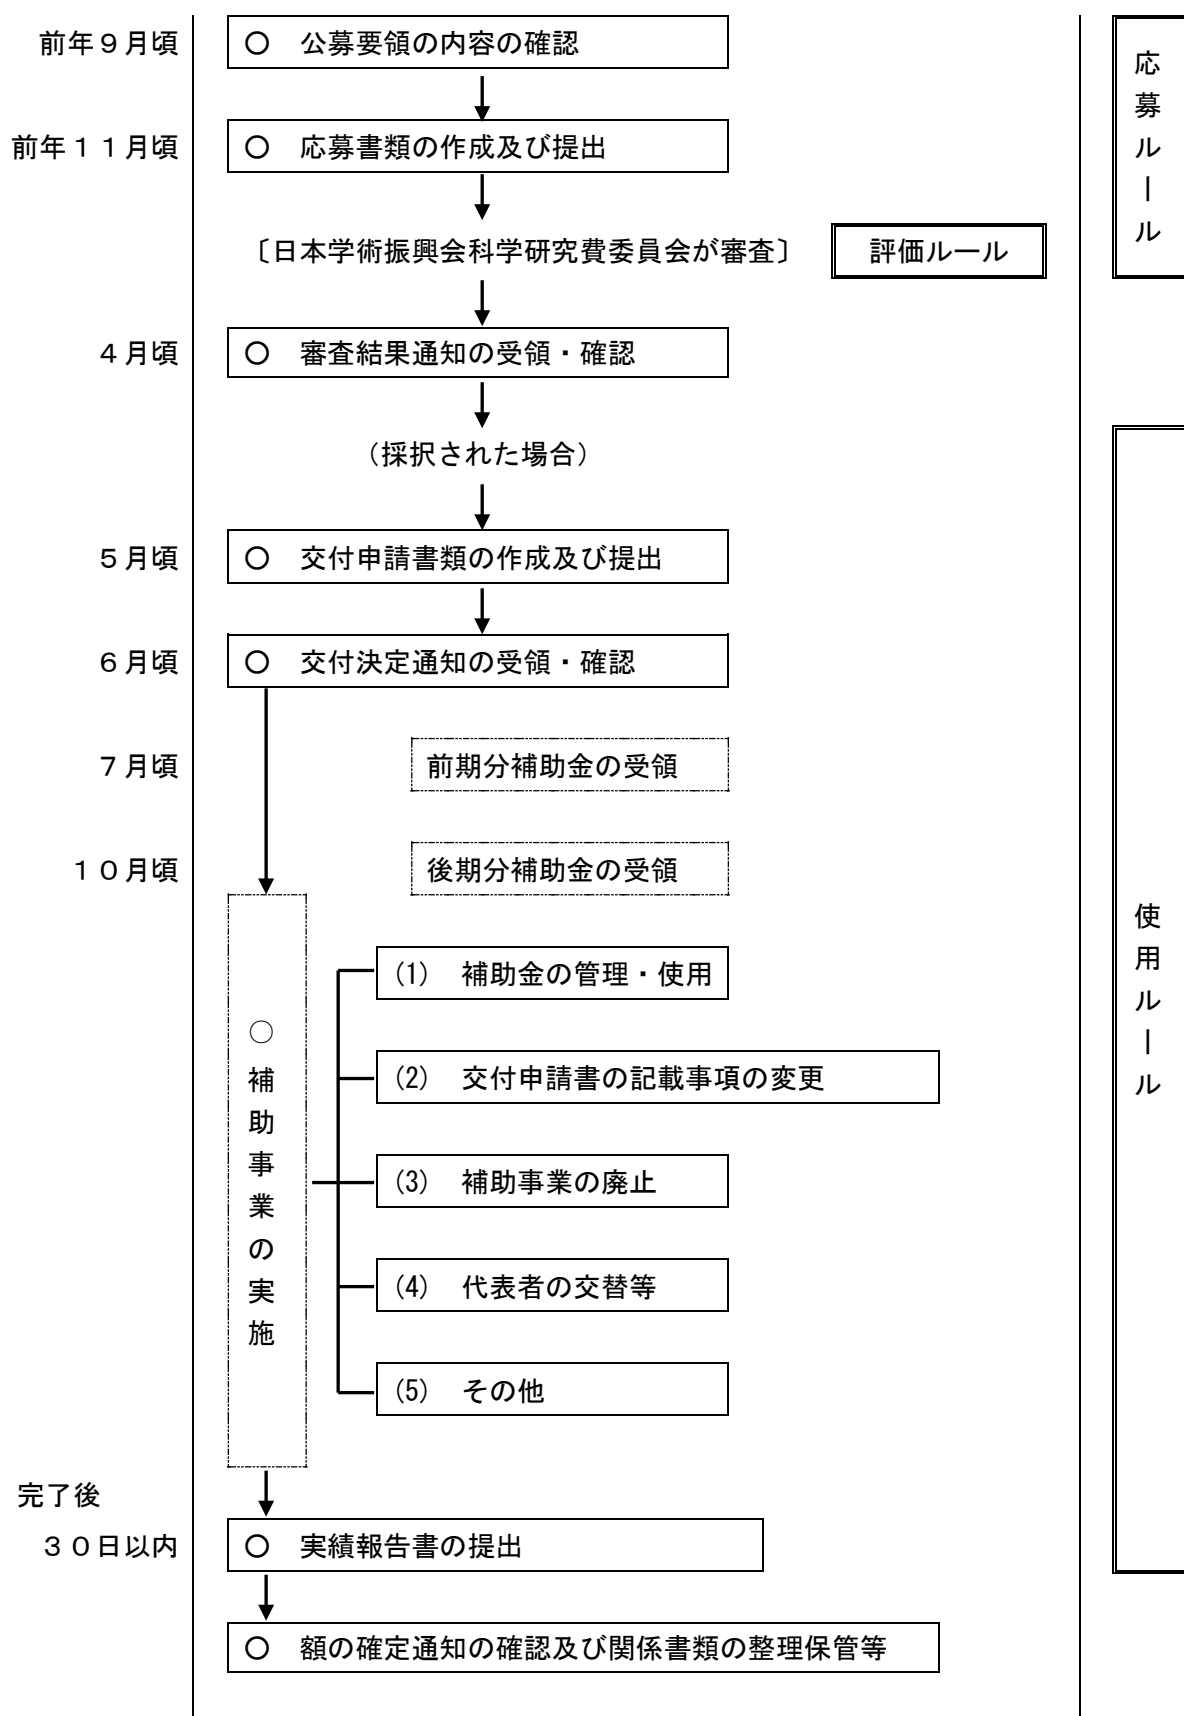 前年９月頃
○　公募要領の内容の確認
前年１１月頃
○　応募書類の作成及び提出
〔日本学術振興会科学研究費委員会が審査〕
評価ルール
応募ルール
４月頃
○　審査結果通知の受領・確認
（採択された場合）
５月頃
○　交付申請書類の作成及び提出
６月頃
○　交付決定通知の受領・確認
７月頃
前期分補助金の受領
１０月頃
後期分補助金の受領
○補助事業の実施
(1)　補助金の管理・使用
(2)　交付申請書の記載事項の変更
(3)　補助事業の廃止
(4)　代表者の交替等
(5)　その他
使用ルール
完了後
３０日以内
○　実績報告書の提出
○　額の確定通知の確認及び関係書類の整理保管等